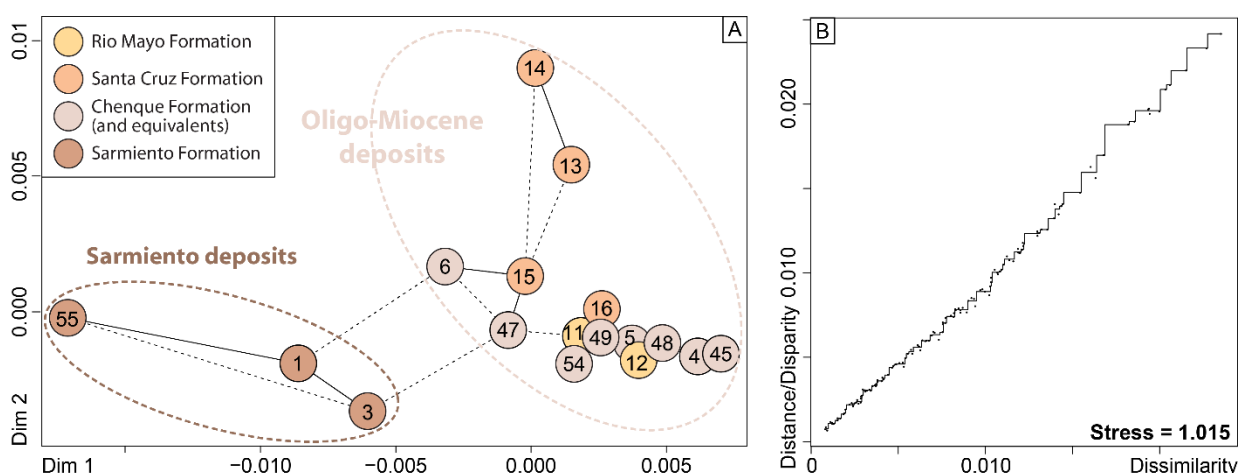 A
Rio Mayo Formation
Santa Cruz Formation
Chenque Formation
(and equivalents)
Sarmiento Formation
Oligo-Miocene
deposits
Sarmiento deposits
14
13
6
15
55
47
16
11
49
5
48
54
12
4
45
1
3
0.01
0.005
0.000
Dim 2
Dim 1
−0.010
−0.005
0.000
0.005
B
0.020
0.010
Distance/Disparity
Stress = 1.015
0
0.010
Dissimilarity